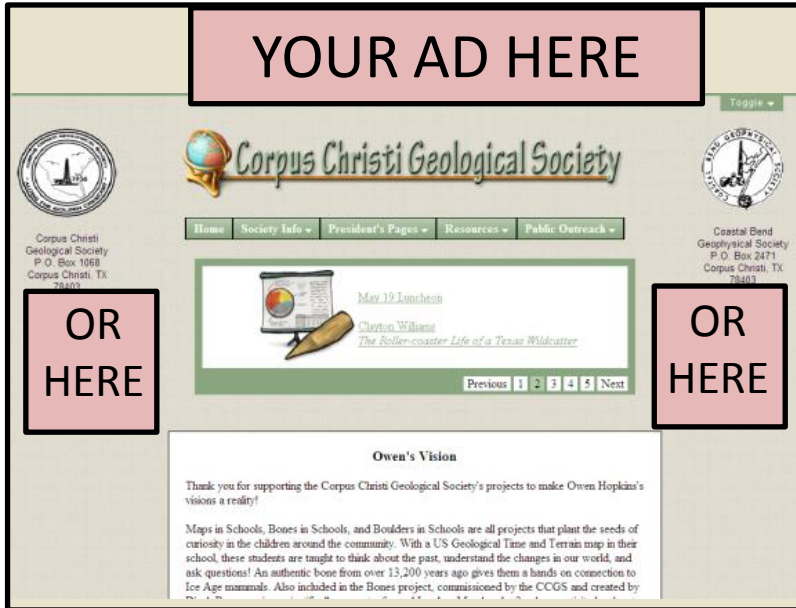 YOUR AD HERE
Toggle
Corpus Christi Geological Society
Corpus Christi
Geological Society
P.O. Box 1068
Corpus Christi, TX
78403
Coastal Bend
Geophysical Society
P.O. Box 2471
Corpus Christi, TX
78403
Home Society Info President's Pages Resources Public Outreach
May 19 Luncheon
Clayton Williams
The Roller-coaster Life of a Texas Wildcatter
Previous 1 2 3 4 5 Next
OR
HERE
OR
HERE
Owen's Vision
Thank you for supporting the Corpus Christi Geological Society's projects to make Owen Hopkins's
visions a reality!
Maps in Schools, Bones in Schools, and Boulders in Schools are all projects that plant the seeds of
curiosity in the children around the community. With a US Geological Time and Terrain map in their
school, these students are taught to think about the past, understand the changes in our world, and
ask questions! An authentic bone from over 13,200 years ago gives them a hands on connection to
Ice Age mammals. Also included in the Bones project, commissioned by the CCGS and created by